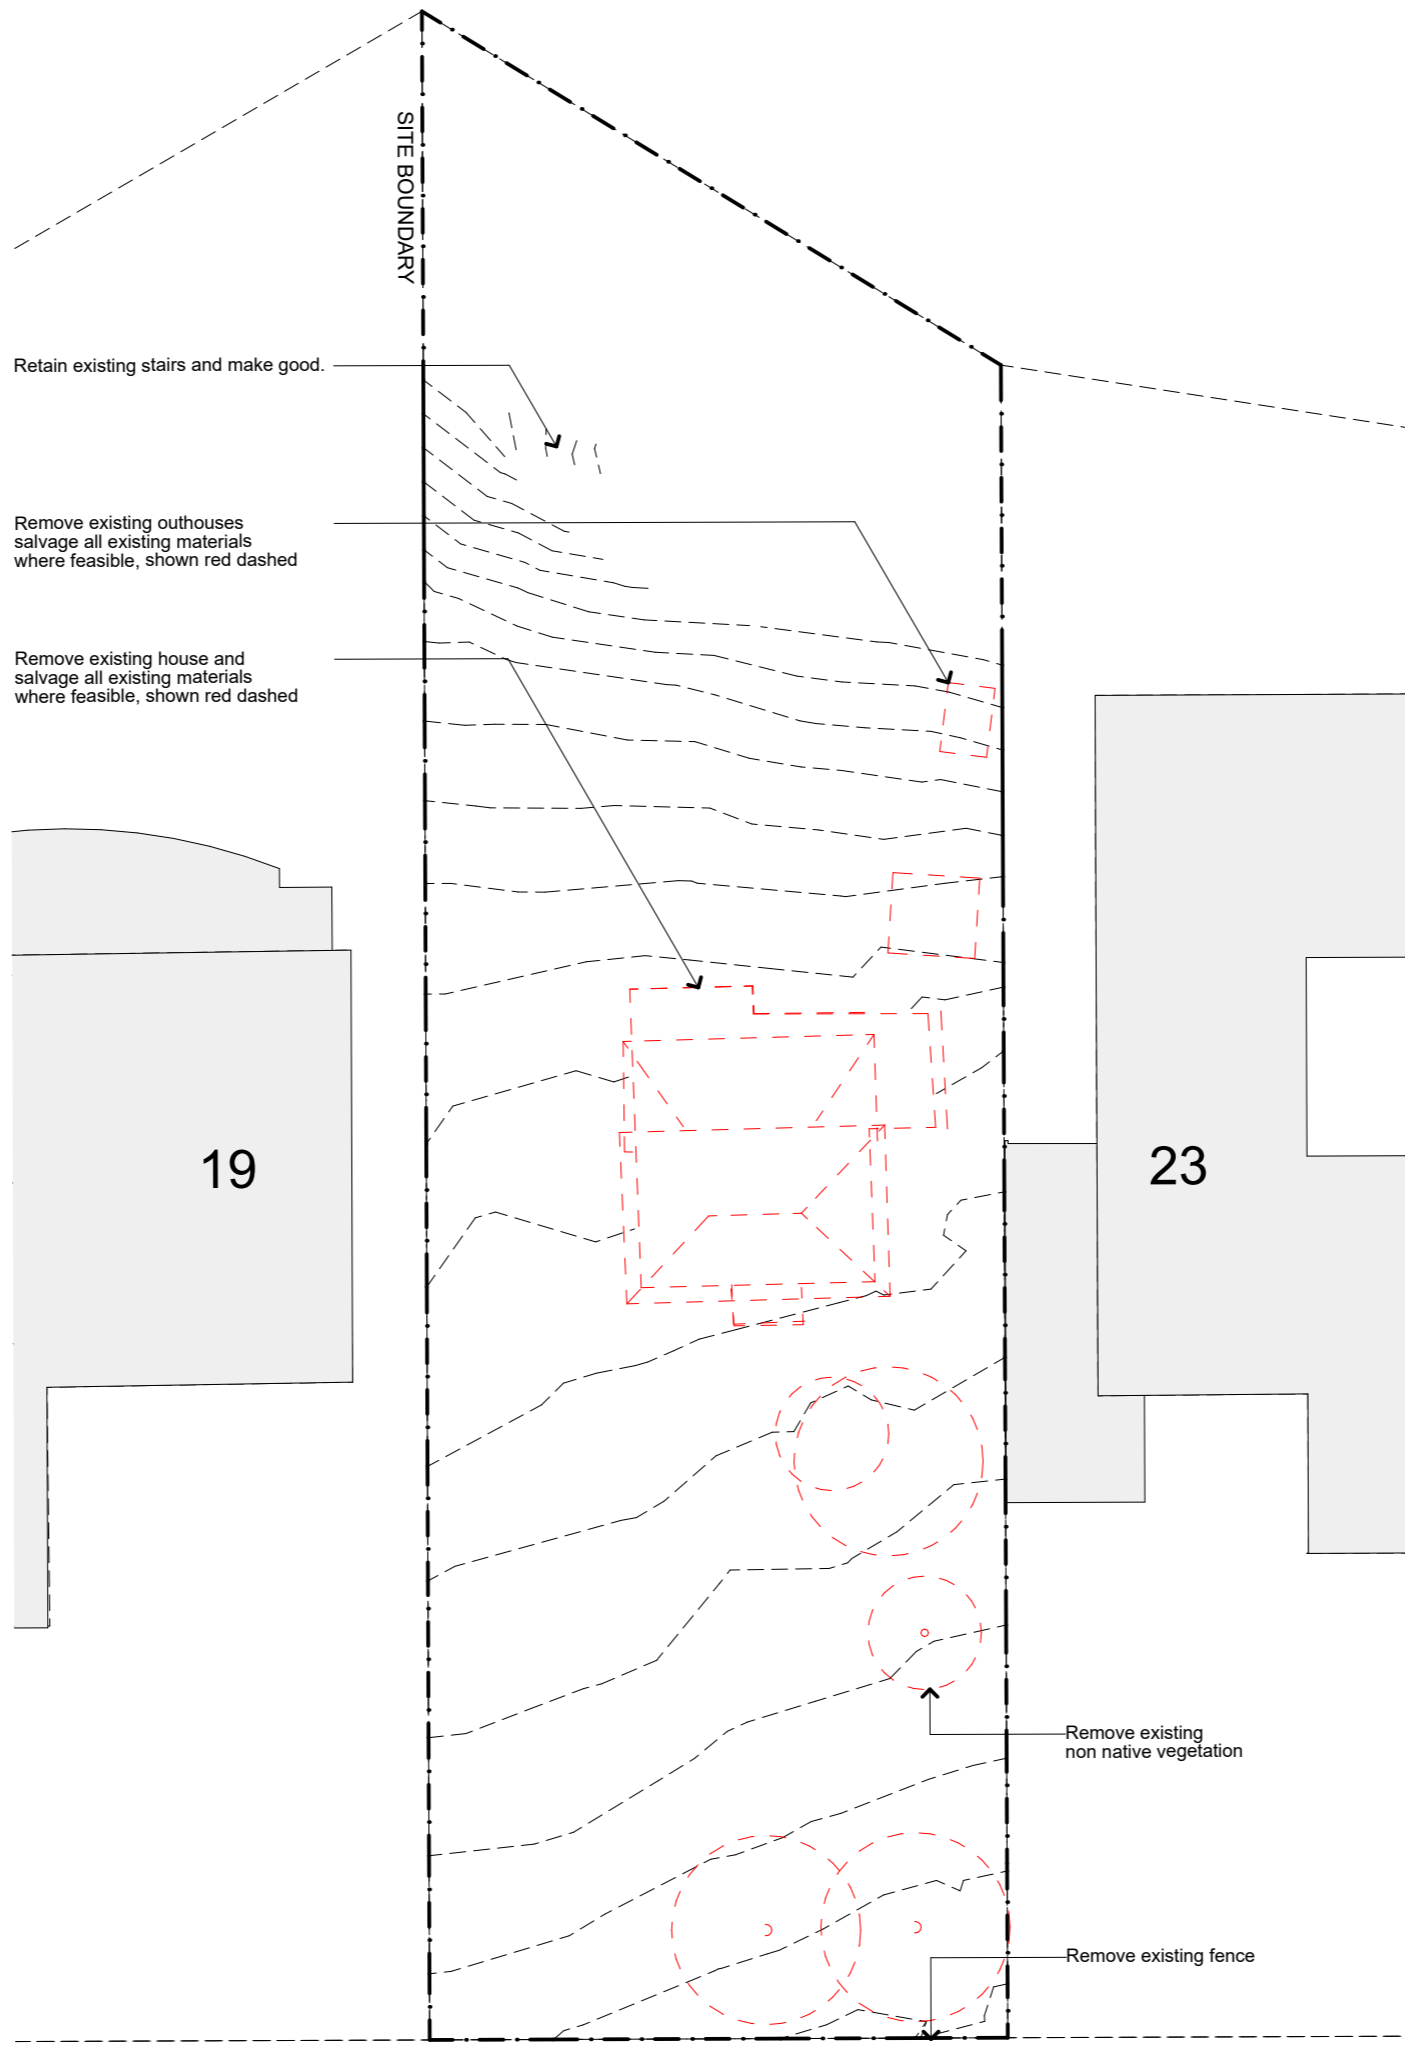 SITE BOUNDARY
Retain existing stairs and make good.
Remove existing outhouses
salvage all existing materials
where feasible, shown red dashed
Remove existing house and
salvage all existing materials
where feasible, shown red dashed
19
23
Remove existing
non native vegetation
Remove existing fence